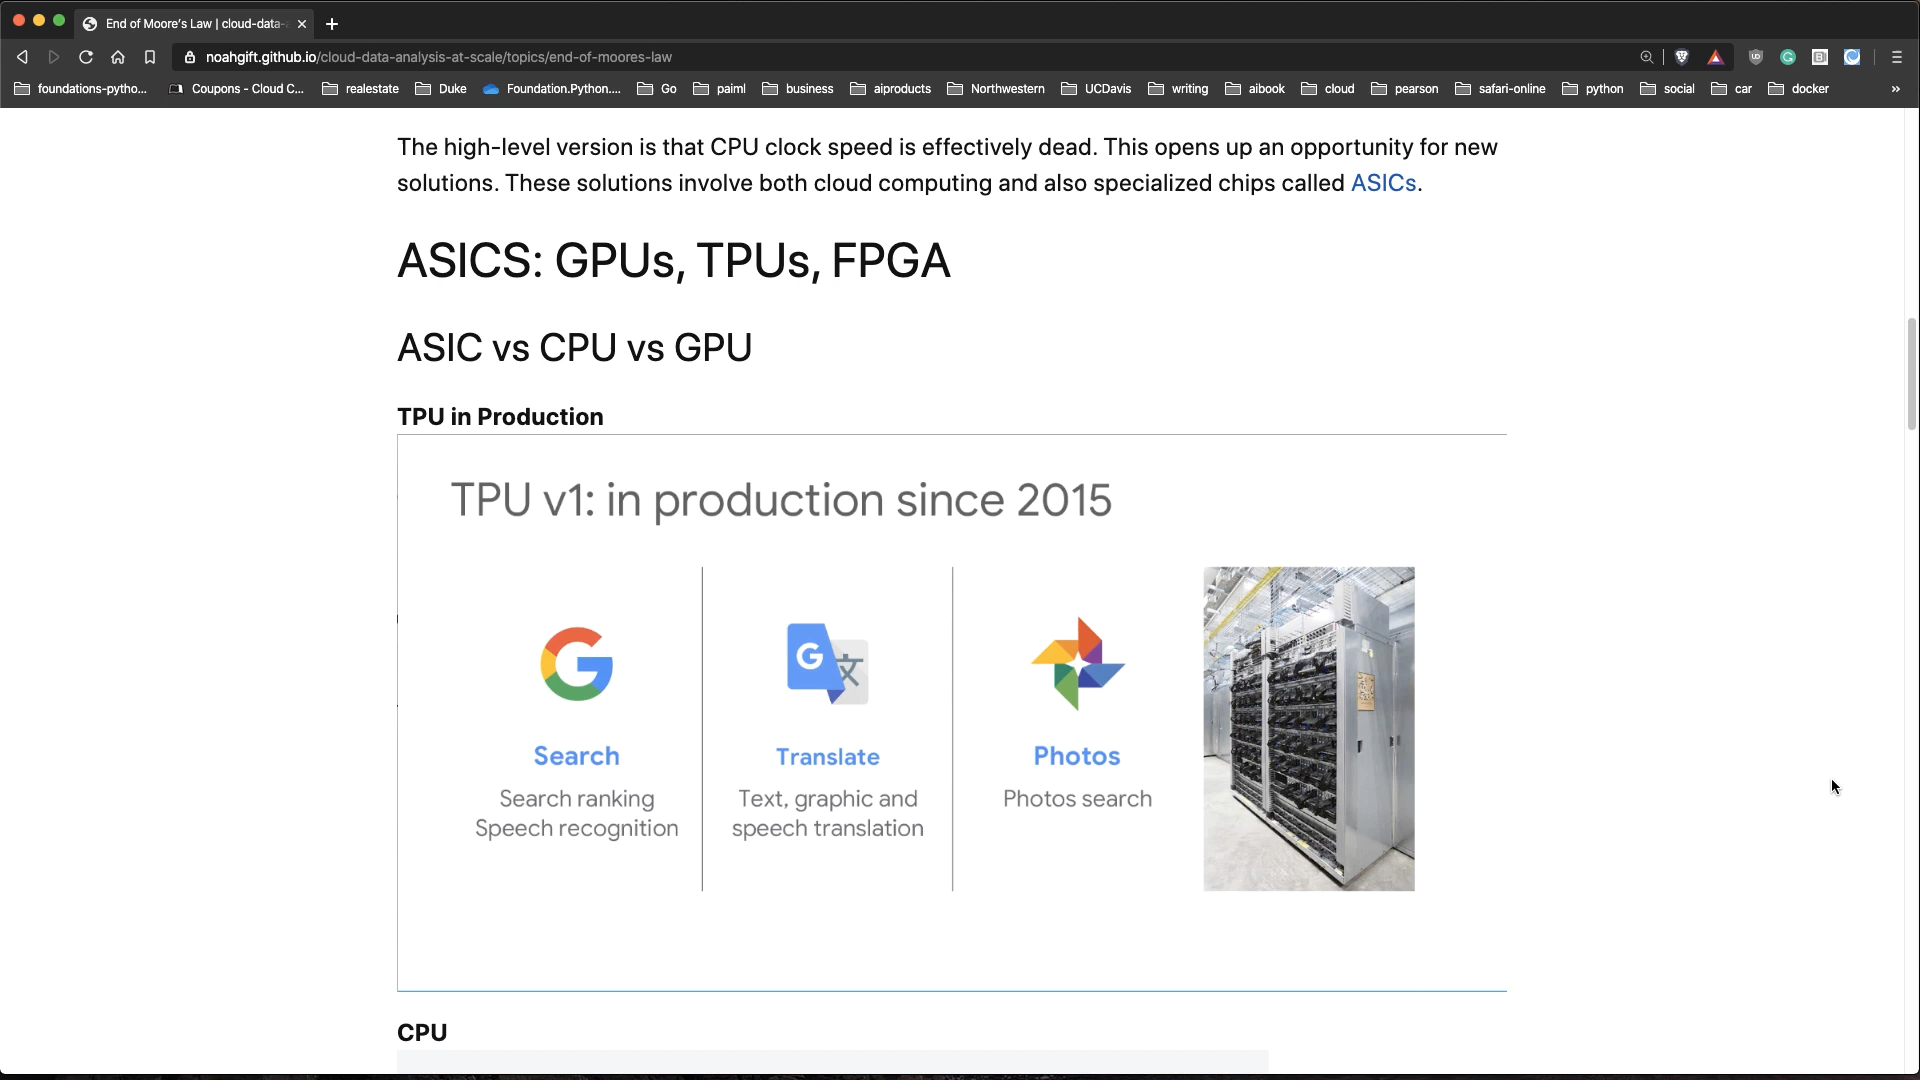 End of Moore's Law | cloud-data-
noahgift.github.io/cloud-data-analysis-at-scale/topics/end-of-moores-law
foundations-pytho... Coupons - Cloud C... realestate Duke Foundation.Python.... Go paiml business aiproducts Northwestern UCDavis writing aibook cloud pearson safari-online python social car docker »
The high-level version is that CPU clock speed is effectively dead. This opens up an opportunity for new
solutions. These solutions involve both cloud computing and also specialized chips called ASICs.
ASICS: GPUs, TPUs, FPGA
ASIC vs CPU vs GPU
TPU in Production
TPU v1: in production since 2015
Search
Search ranking
Speech recognition
Translate
Text, graphic and
speech translation
Photos
Photos search
CPU